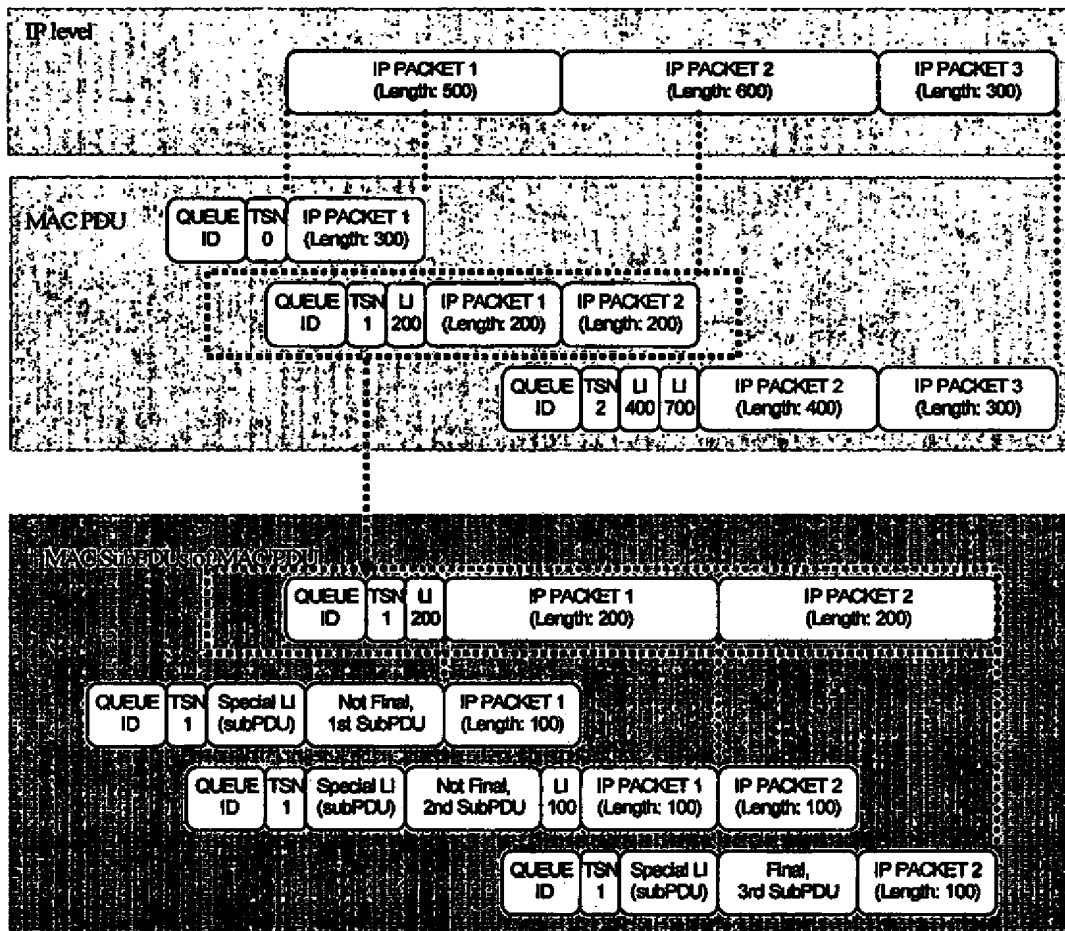 IP level
IP PACKET 1
(Length: 500)
IP PACKET 2
(Length: 600)
IP PACKET 3
(Length: 300)
MAC PDU
QUEUE
ID
TSN
0
IP PACKET 1
(Length: 300)
QUEUE
ID
TSN
1
LI
200
IP PACKET 1
(Length: 200)
IP PACKET 2
(Length: 200)
QUEUE
ID
TSN
2
LI
400
LI
700
IP PACKET 2
(Length: 400)
IP PACKET 3
(Length: 300)
MAC SubPDUs of MAC PDU
QUEUE
ID
TSN
1
LI
200
IP PACKET 1
(Length: 200)
IP PACKET 2
(Length: 200)
QUEUE
ID
TSN
1
Special LI
(subPDU)
Not Final,
1st SubPDU
IP PACKET 1
(Length: 100)
QUEUE
ID
TSN
1
Special LI
(subPDU)
Not Final,
2nd SubPDU
LI
100
IP PACKET 1
(Length: 100)
IP PACKET 2
(Length: 100)
QUEUE
ID
TSN
1
Special LI
(subPDU)
Final,
3rd SubPDU
IP PACKET 2
(Length: 100)